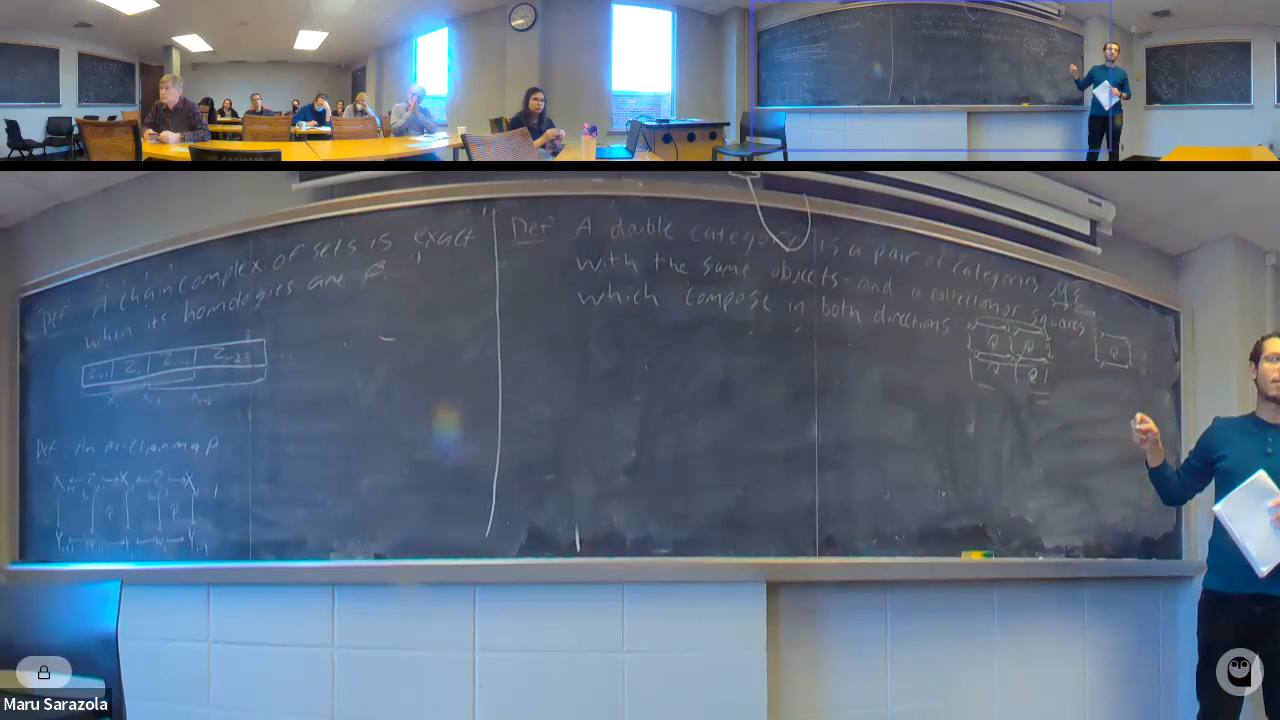 Def A chain complex of sets is exact
when its homologies are ∅.
Z Z
Def An m-chain map
X Z X Z X
Y W Y W Y
Def A double category is a pair of categories M, E
with the same objects and a collection of squares
which compose in both directions
Maru Sarazola